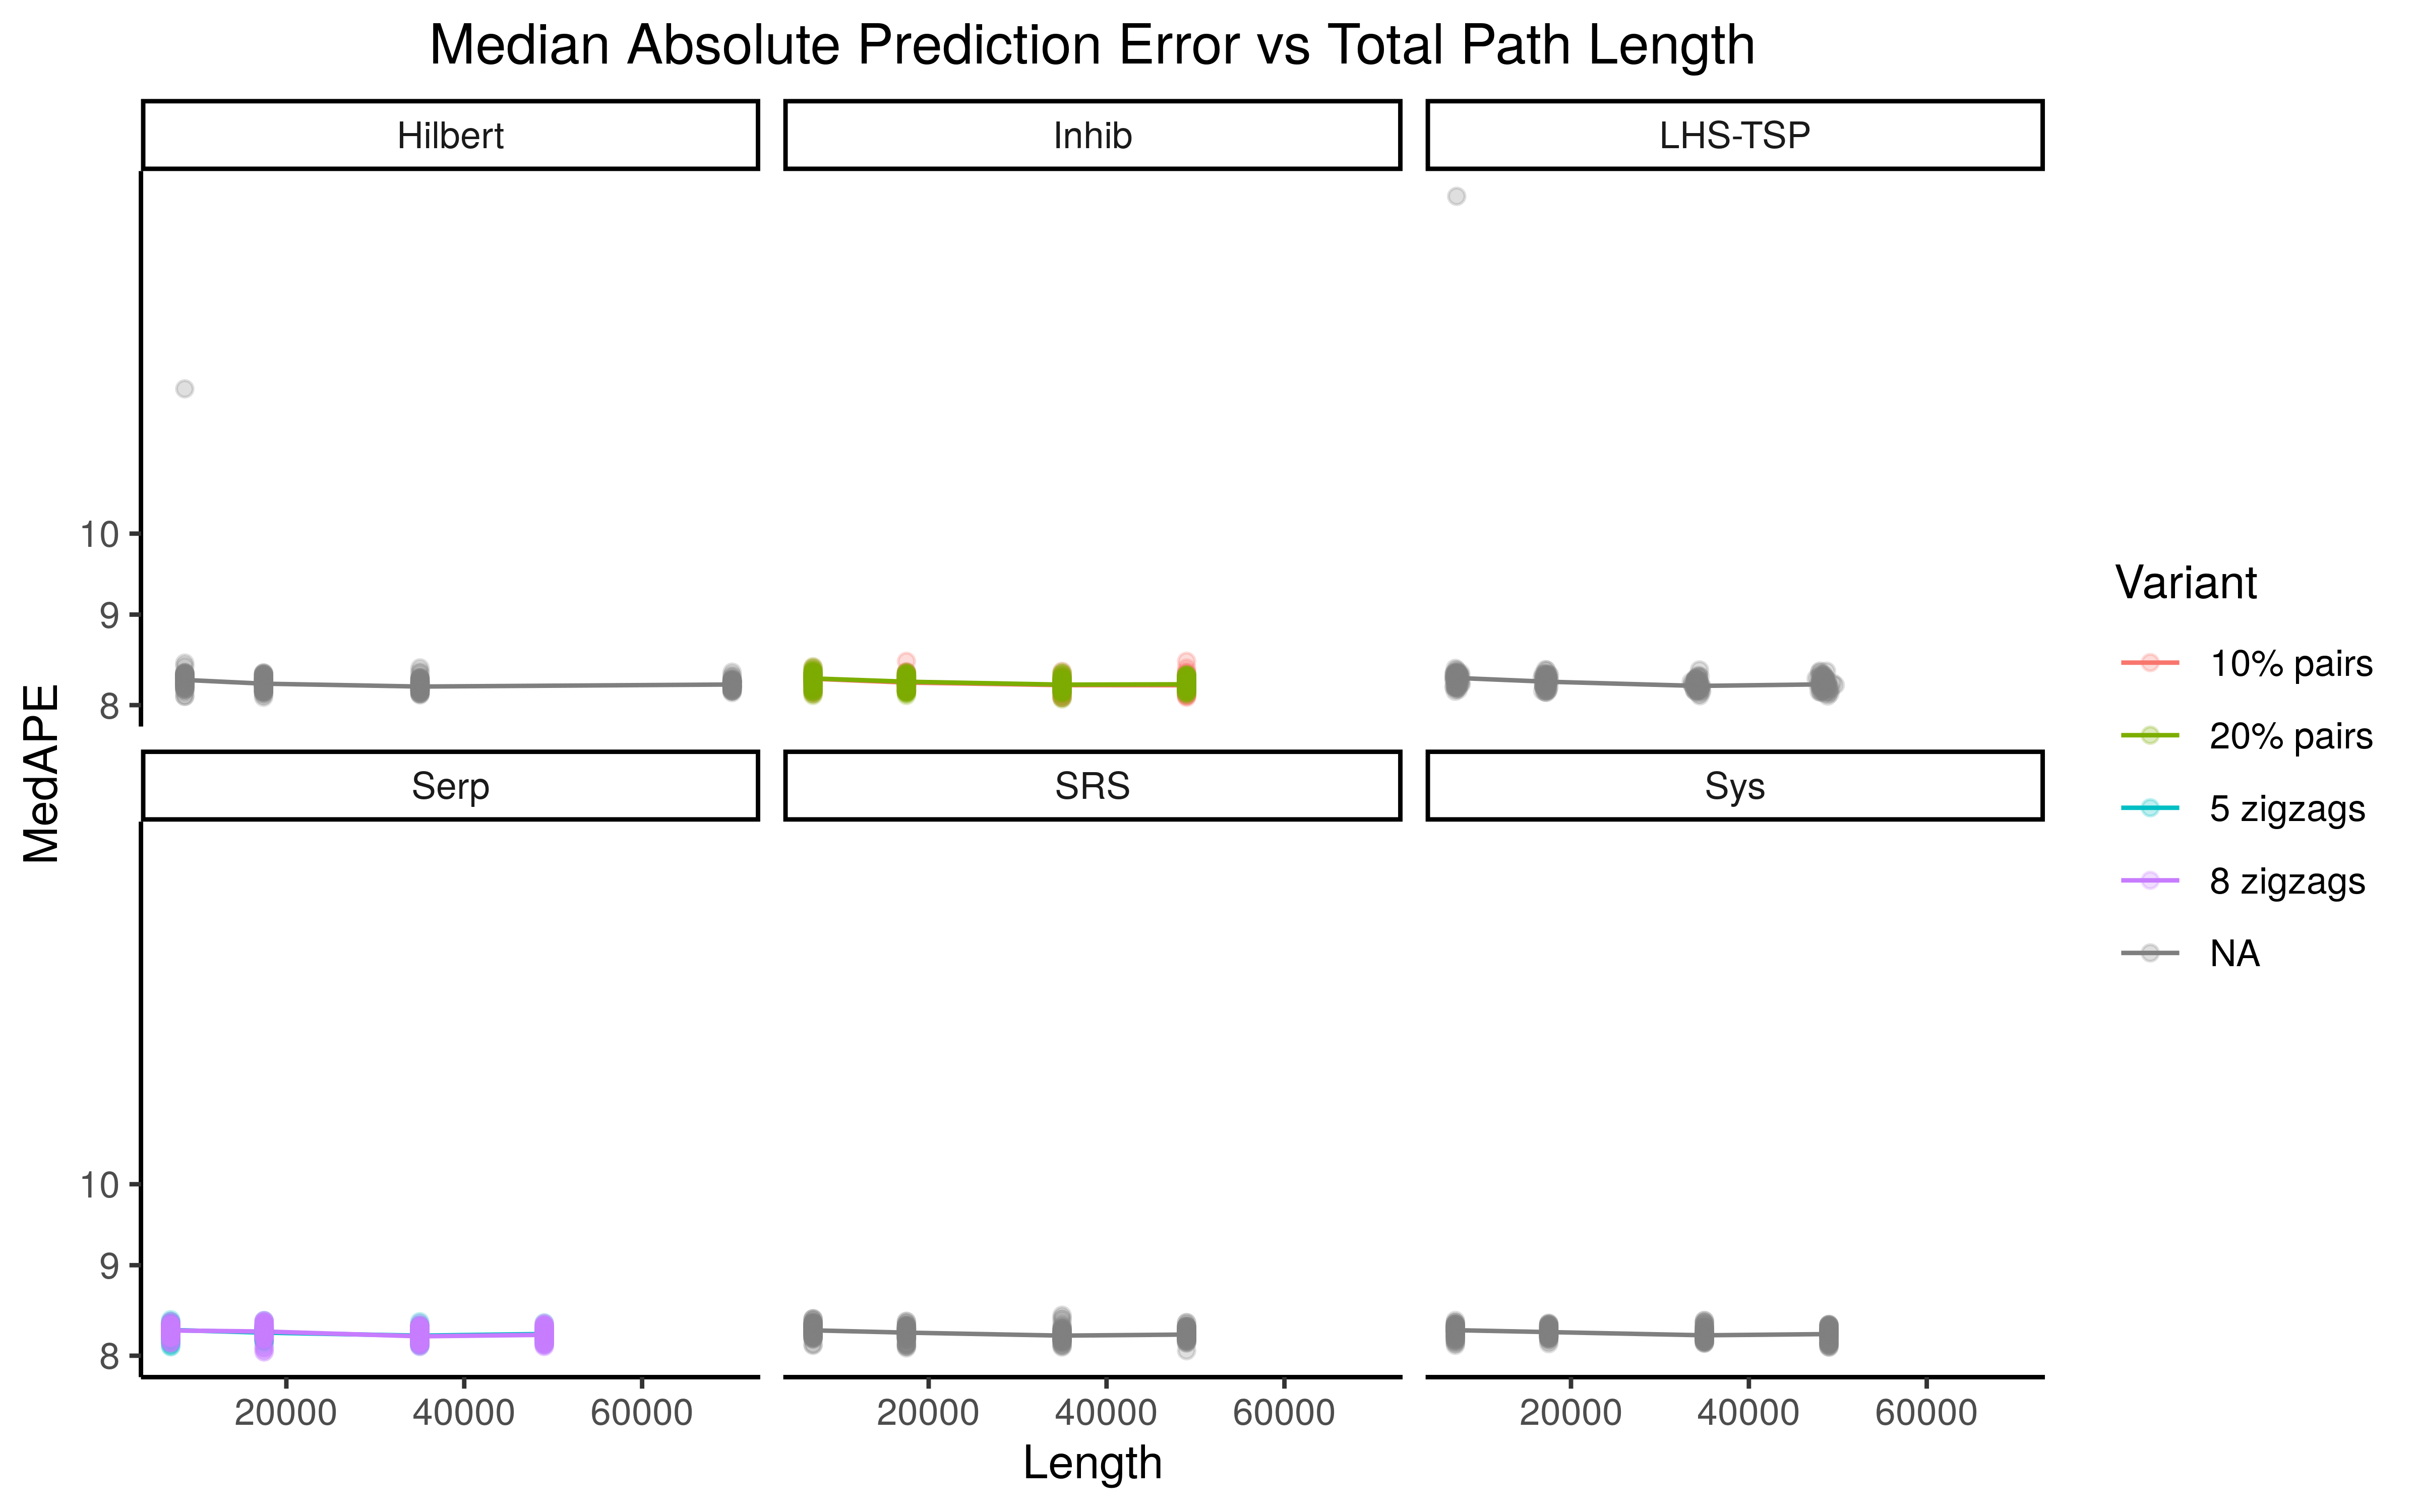 Median Absolute Prediction Error vs Total Path Length
Hilbert
Inhib
LHS-TSP
10
9
8
Serp
SRS
Sys
10
9
8
20000
40000
60000
20000
40000
60000
20000
40000
60000
Length
MedAPE
Variant
10% pairs
20% pairs
5 zigzags
8 zigzags
NA